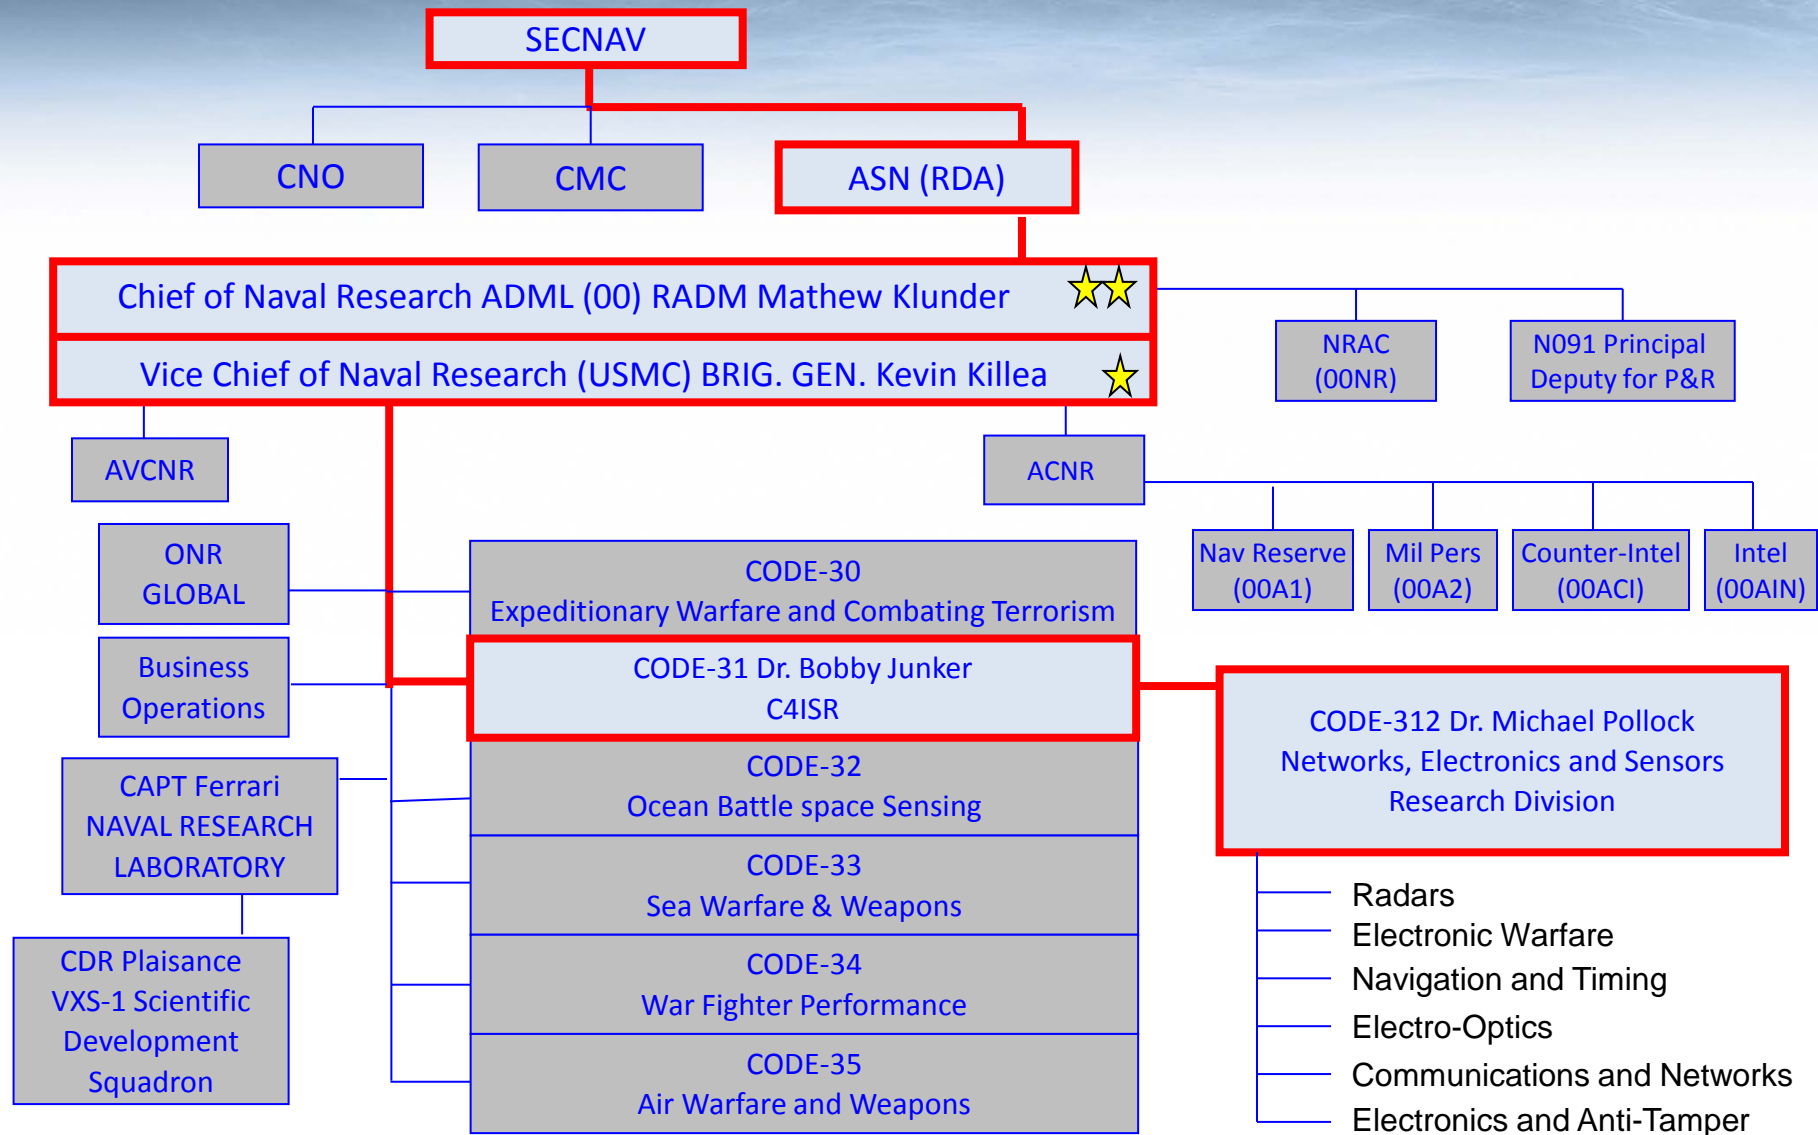 SECNAV
CNO
CMC
ASN (RDA)
Chief of Naval Research ADML (00) RADM Mathew Klunder
Vice Chief of Naval Research (USMC) BRIG. GEN. Kevin Killea
NRAC
(00NR)
N091 Principal
Deputy for P&R
AVCNR
ACNR
Nav Reserve
(00A1)
Mil Pers
(00A2)
Counter-Intel
(00ACI)
Intel
(00AIN)
ONR
GLOBAL
Business
Operations
CAPT Ferrari
NAVAL RESEARCH
LABORATORY
CDR Plaisance
VXS-1 Scientific
Development
Squadron
CODE-30
Expeditionary Warfare and Combating Terrorism
CODE-31 Dr. Bobby Junker
C4ISR
CODE-32
Ocean Battle space Sensing
CODE-33
Sea Warfare & Weapons
CODE-34
War Fighter Performance
CODE-35
Air Warfare and Weapons
CODE-312 Dr. Michael Pollock
Networks, Electronics and Sensors
Research Division
Radars
Electronic Warfare
Navigation and Timing
Electro-Optics
Communications and Networks
Electronics and Anti-Tamper